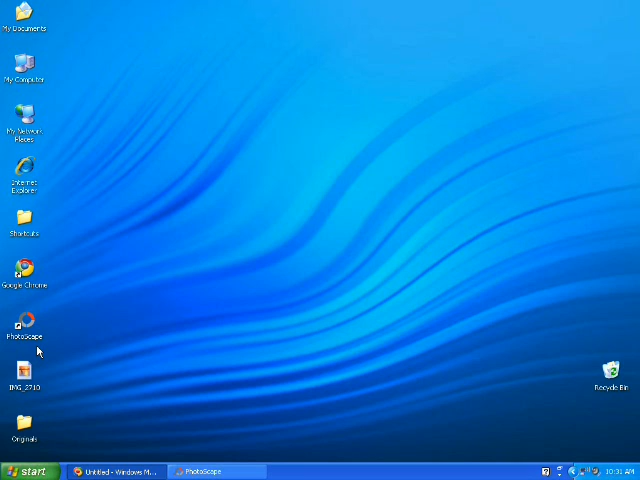 My Documents
My Computer
My Network
Places
Internet
Explorer
Shortcuts
Google Chrome
PhotoScape
IMG_2710
Originals
Recycle Bin
start
Untitled - Windows M...
PhotoScape
10:31 AM